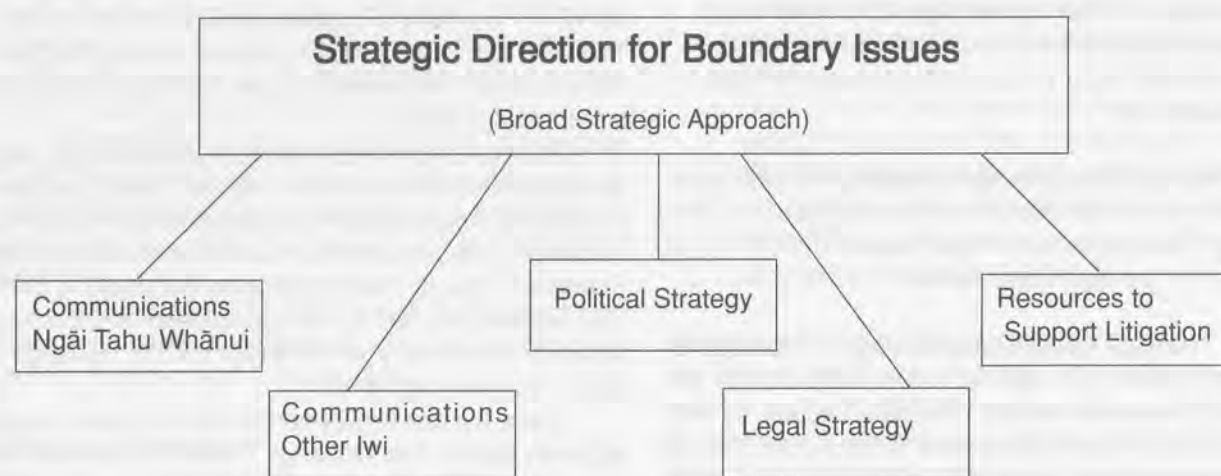 Strategic Direction for Boundary Issues
(Broad Strategic Approach)
Communications
Ngāi Tahu Whānui
Communications
Other Iwi
Political Strategy
Legal Strategy
Resources to
Support Litigation